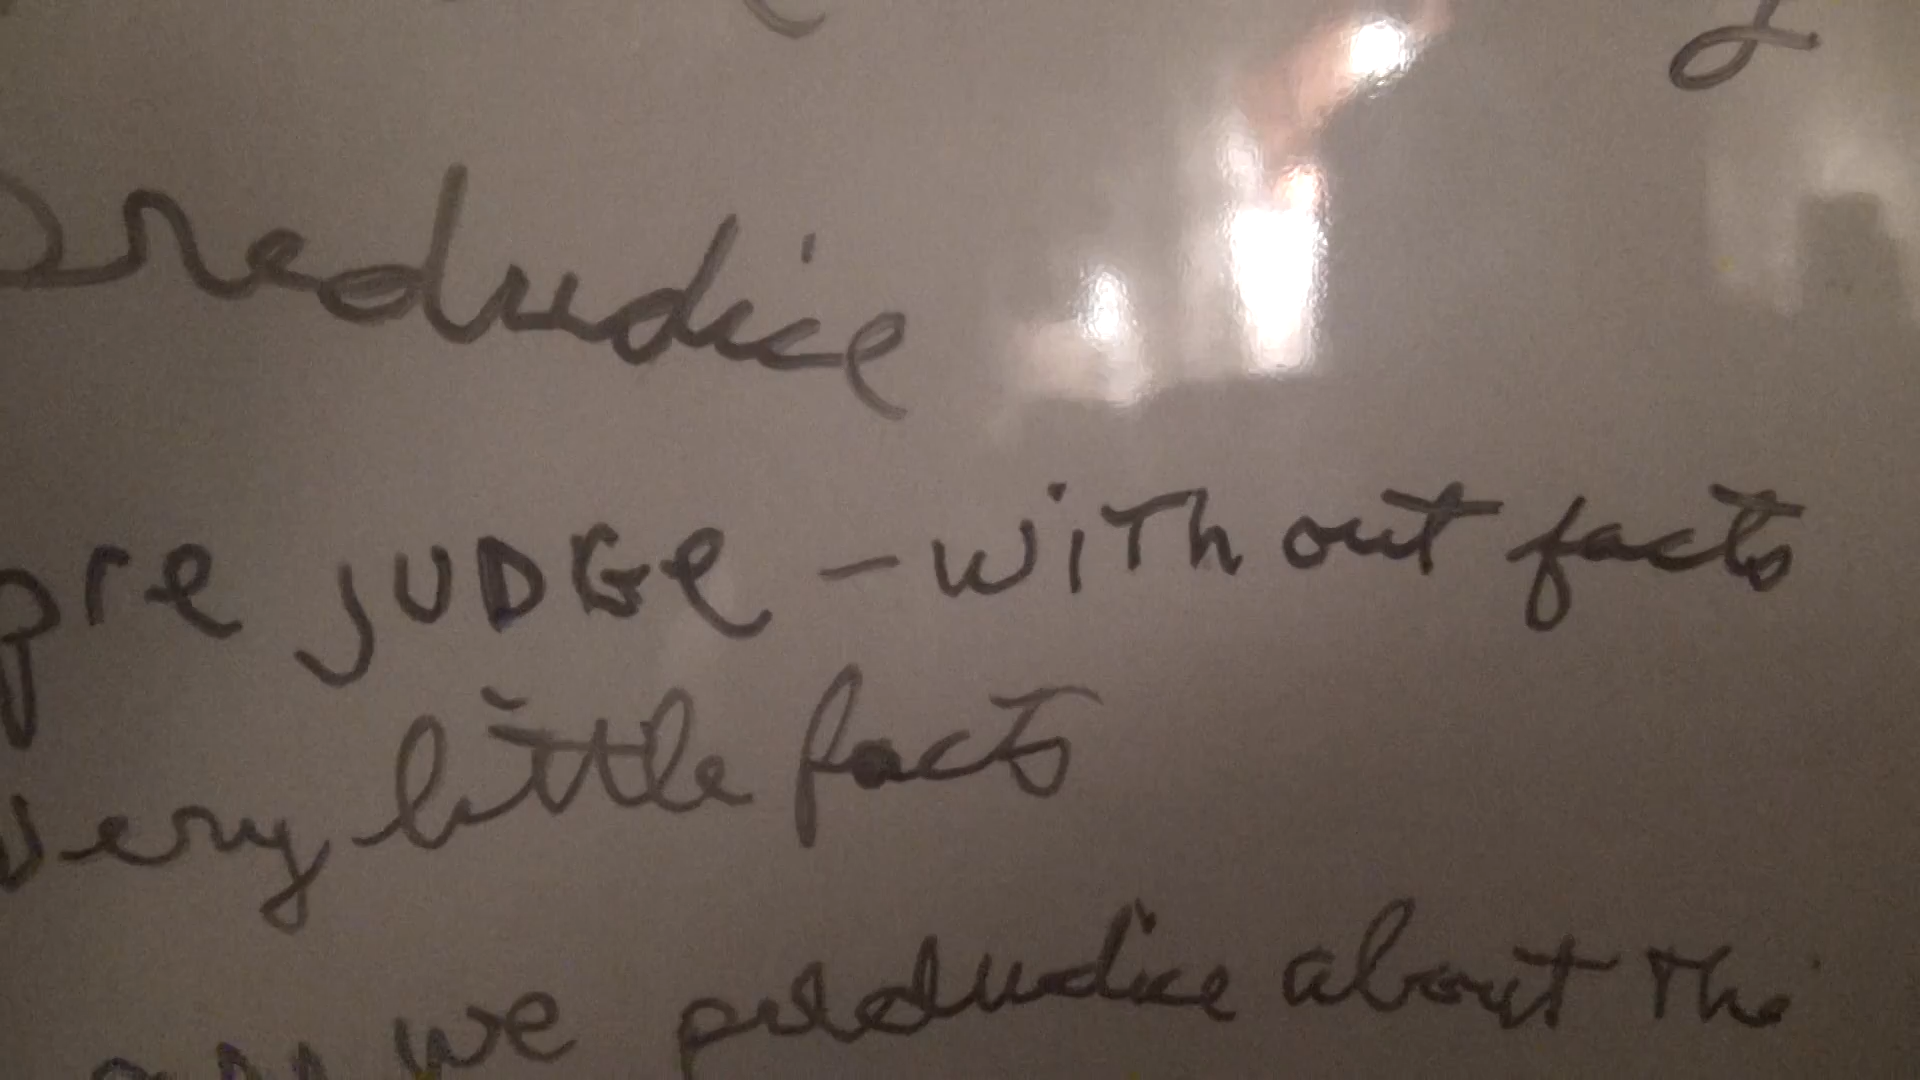 Predudice
pre JUDGe - WiTh out facts
Very little facts
we predudice about The